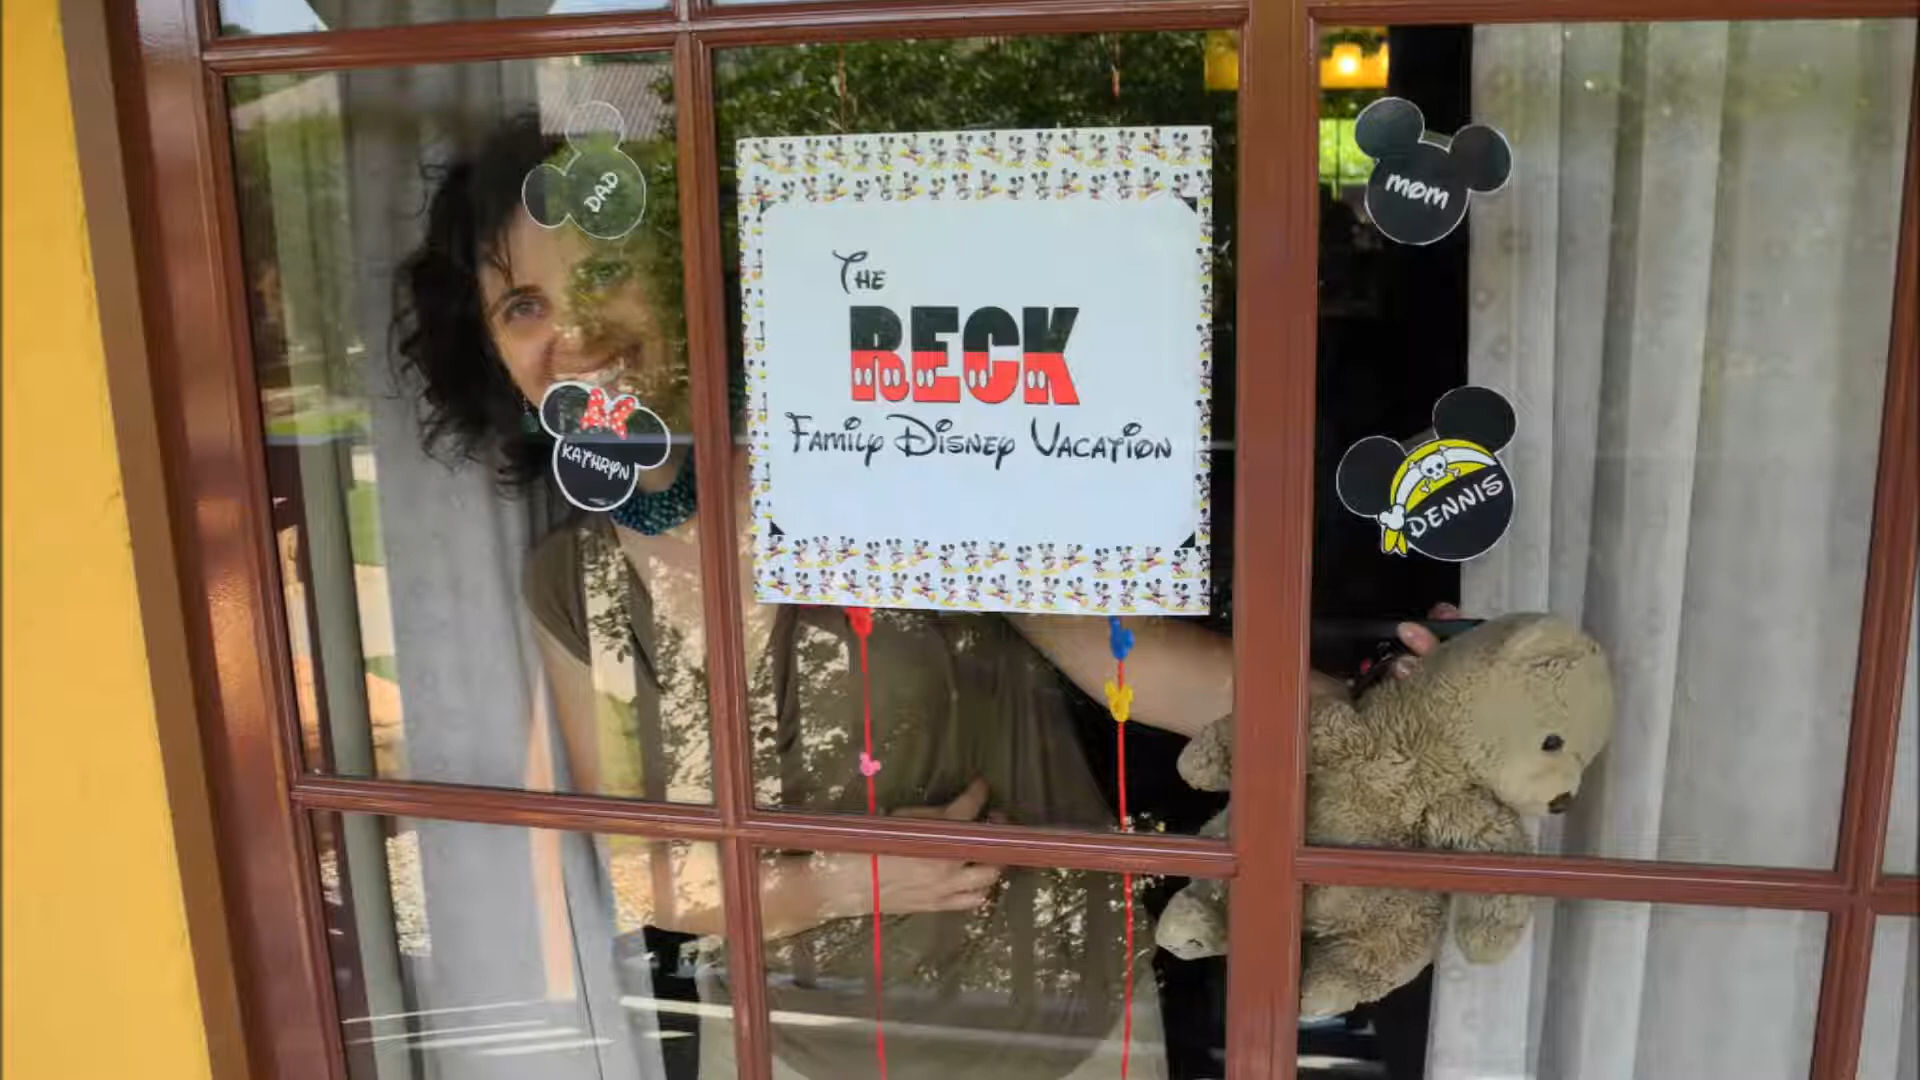 DAD
MOM
THE
BECK
FAMILY DISNEY VACATION
KATHRYN
DENNIS